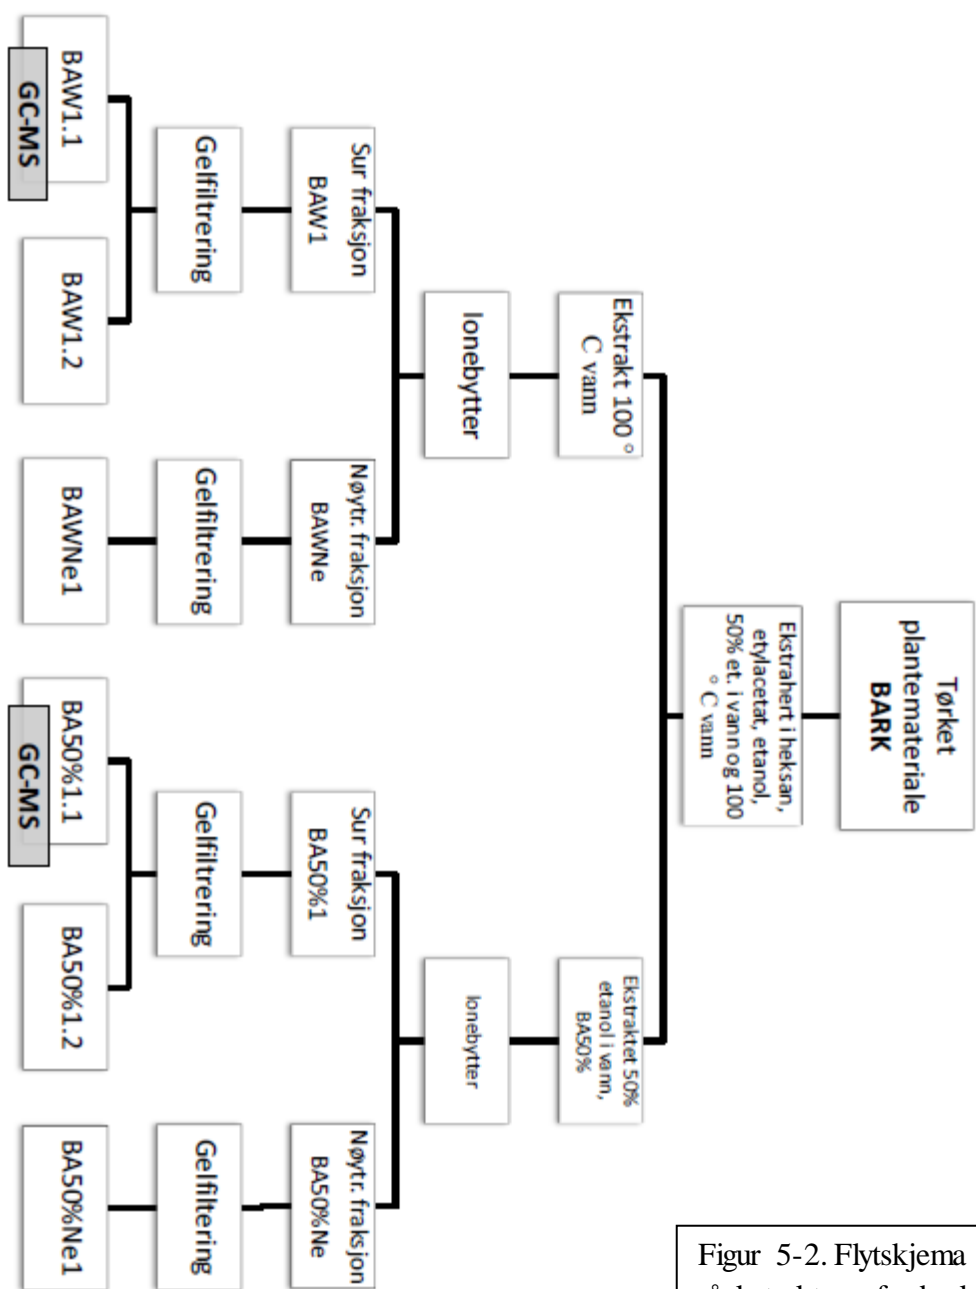 Tørket
plantemateriale
BARK
Ekstrahert i heksan,
etylacetat, etanol,
50% et. i vann og 100
° C vann
Ekstrakt 100 °
C vann
Ekstraktet 50%
etanol i vann,
BA50%
Ionebytter
Ionebytter
Sur fraksjon
BAW1
Nøytr. fraksjon
BAWNe
Sur fraksjon
BA50%1
Nøytr. fraksjon
BA50%Ne
Gelfiltrering
Gelfiltrering
Gelfiltrering
Gelfiltering
BAW1.1
BAW1.2
BAWNe1
BA50%1.1
BA50%1.2
BA50%Ne1
GC-MS
GC-MS
Figur 5-2. Flytskjema